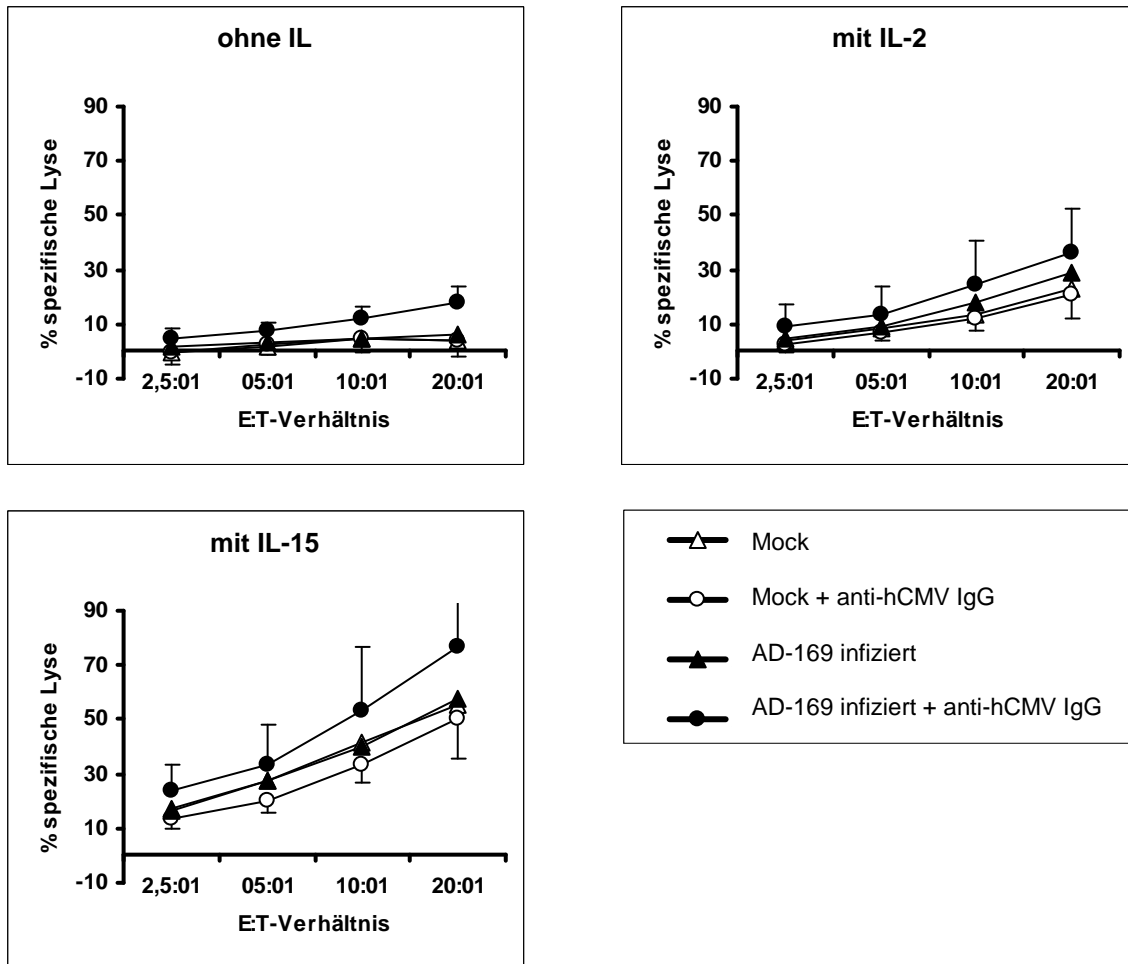 ohne IL
% spezifische Lyse
90
70
50
30
10
-10
2,5:01 05:01 10:01 20:01
E:T-Verhältnis
mit IL-2
% spezifische Lyse
90
70
50
30
10
-10
2,5:01 05:01 10:01 20:01
E:T-Verhältnis
mit IL-15
% spezifische Lyse
90
70
50
30
10
-10
2,5:01 05:01 10:01 20:01
E:T-Verhältnis
Mock
Mock + anti-hCMV IgG
AD-169 infiziert
AD-169 infiziert + anti-hCMV IgG